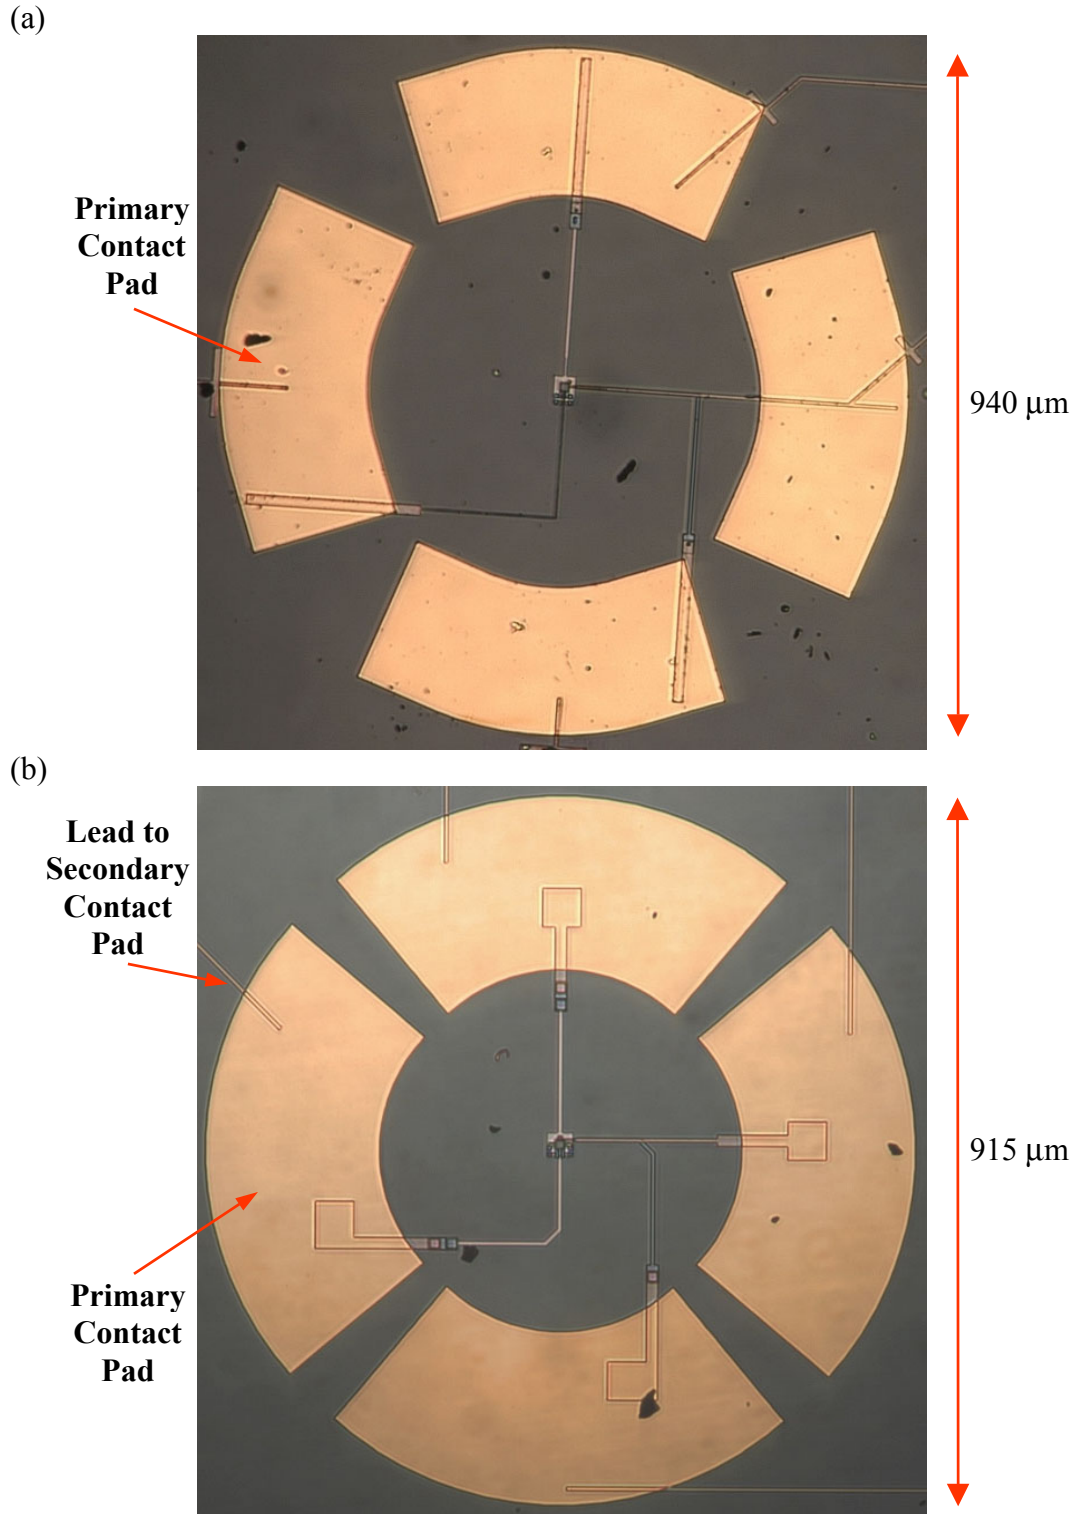 (a)
Primary
Contact
Pad
940 μm
(b)
Lead to
Secondary
Contact
Pad
915 μm
Primary
Contact
Pad